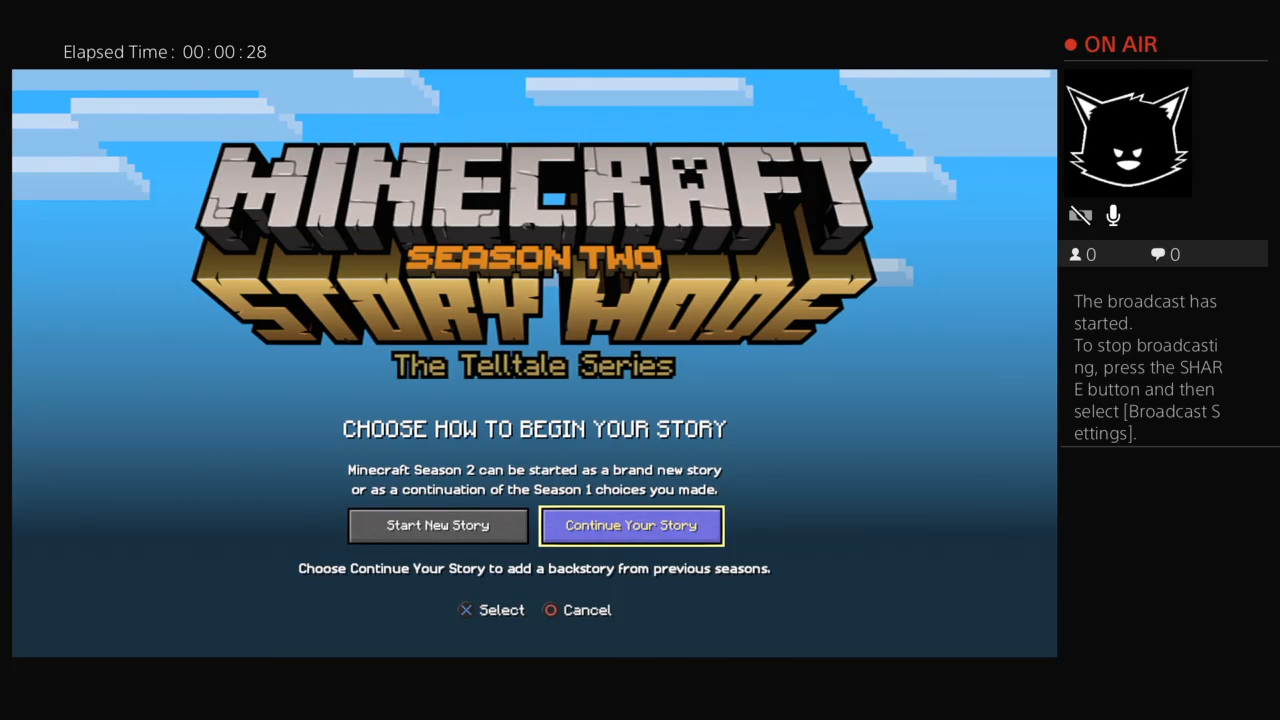 Elapsed Time: 00:00:28
ON AIR
MINECRAFT
SEASON TWO
STORY MODE
The Telltale Series
CHOOSE HOW TO BEGIN YOUR STORY
Minecraft Season 2 can be started as a brand new story
or as a continuation of the Season 1 choices you made.
Start New Story
Continue Your Story
Choose Continue Your Story to add a backstory from previous seasons.
Select
Cancel
0
0
The broadcast has
started.
To stop broadcasti
ng, press the SHAR
E button and then
select [Broadcast S
ettings].